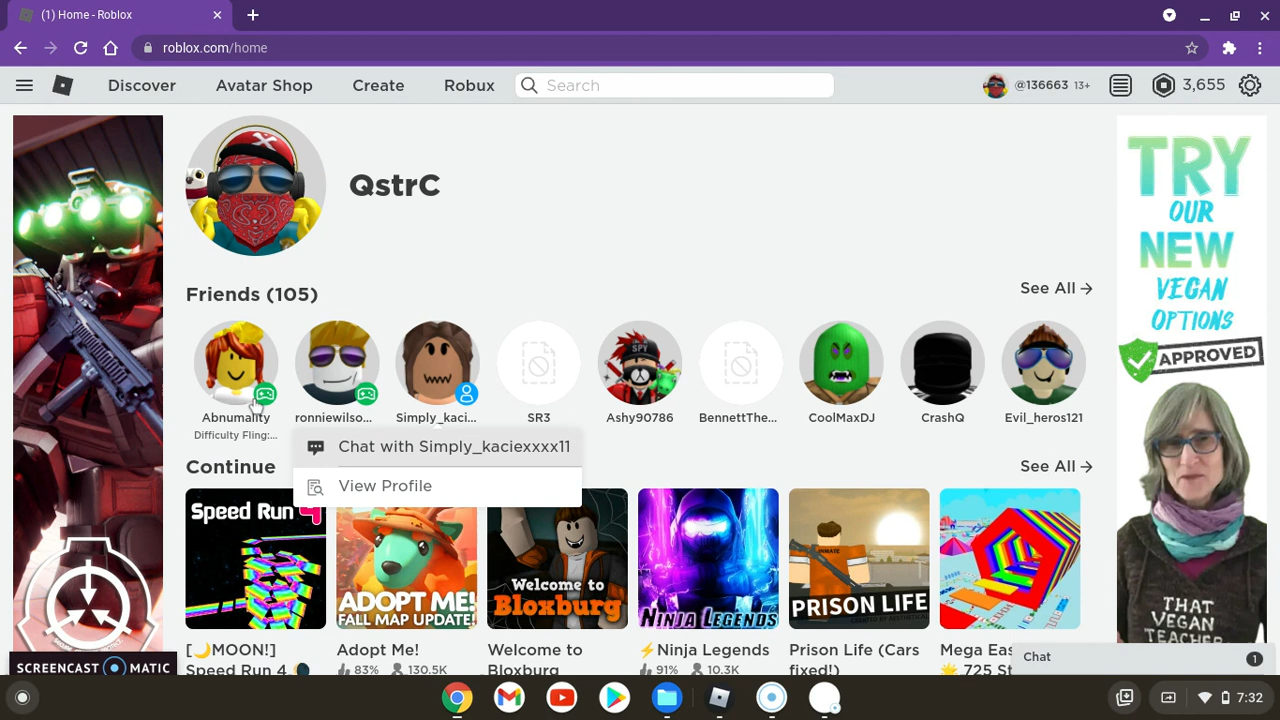 (1) Home - Roblox
roblox.com/home
Discover
Avatar Shop
Create
Robux
Search
@136663 13+
3,655
QstrC
Friends (105)
See All
SPY
Abnumality
ronniewilso...
Simply_kaci...
SR3
Ashy90786
BennettThe...
CoolMaxDJ
CrashQ
Evil_heros121
Difficulty Fling:...
Chat with Simply_kaciexxxx11
View Profile
Continue
See All
Speed Run 4
ADOPT ME!
FALL MAP UPDATE!
Welcome to
Bloxburg
NINJA LEGENDS
INMATE
PRISON LIFE
[🌙MOON!]
Speed Run 4 🌘
Adopt Me!
83% 130.5K
Welcome to
Bloxburg
⚡Ninja Legends
91% 10.3K
Prison Life (Cars
fixed!)
Mega Eas
🌟 725 St
TRY
OUR
NEW
VEGAN
OPTIONS
APPROVED
THAT
VEGAN
TEACHER
Chat
1
SCREENCAST MATIC
7:32